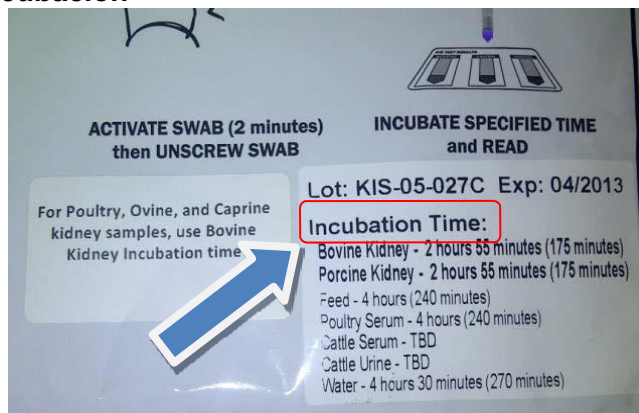 ACTIVATE SWAB (2 minutes)
then UNSCREW SWAB
INCUBATE SPECIFIED TIME
and READ
For Poultry, Ovine, and Caprine
kidney samples, use Bovine
Kidney Incubation time
Lot: KIS-05-027C Exp: 04/2013
Incubation Time:
Bovine Kidney - 2 hours 55 minutes (175 minutes)
Porcine Kidney - 2 hours 55 minutes (175 minutes)
Feed - 4 hours (240 minutes)
Poultry Serum - 4 hours (240 minutes)
Cattle Serum - TBD
Cattle Urine - TBD
Water - 4 hours 30 minutes (270 minutes)